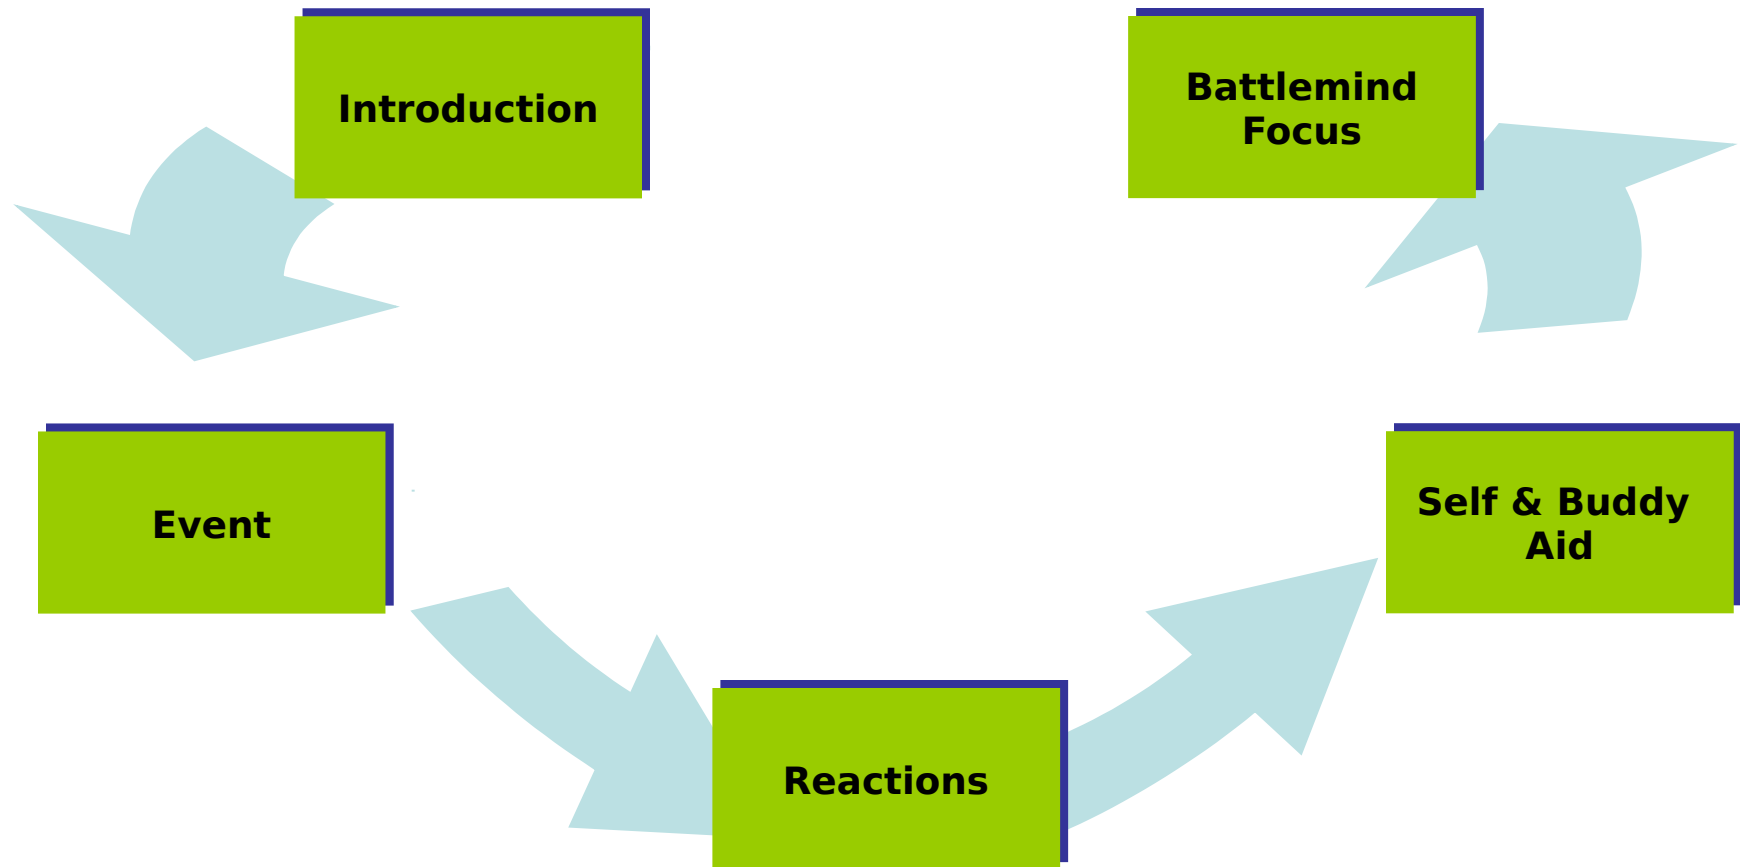 Introduction
Battlemind
Focus
Event
Self & Buddy
Aid
Reactions